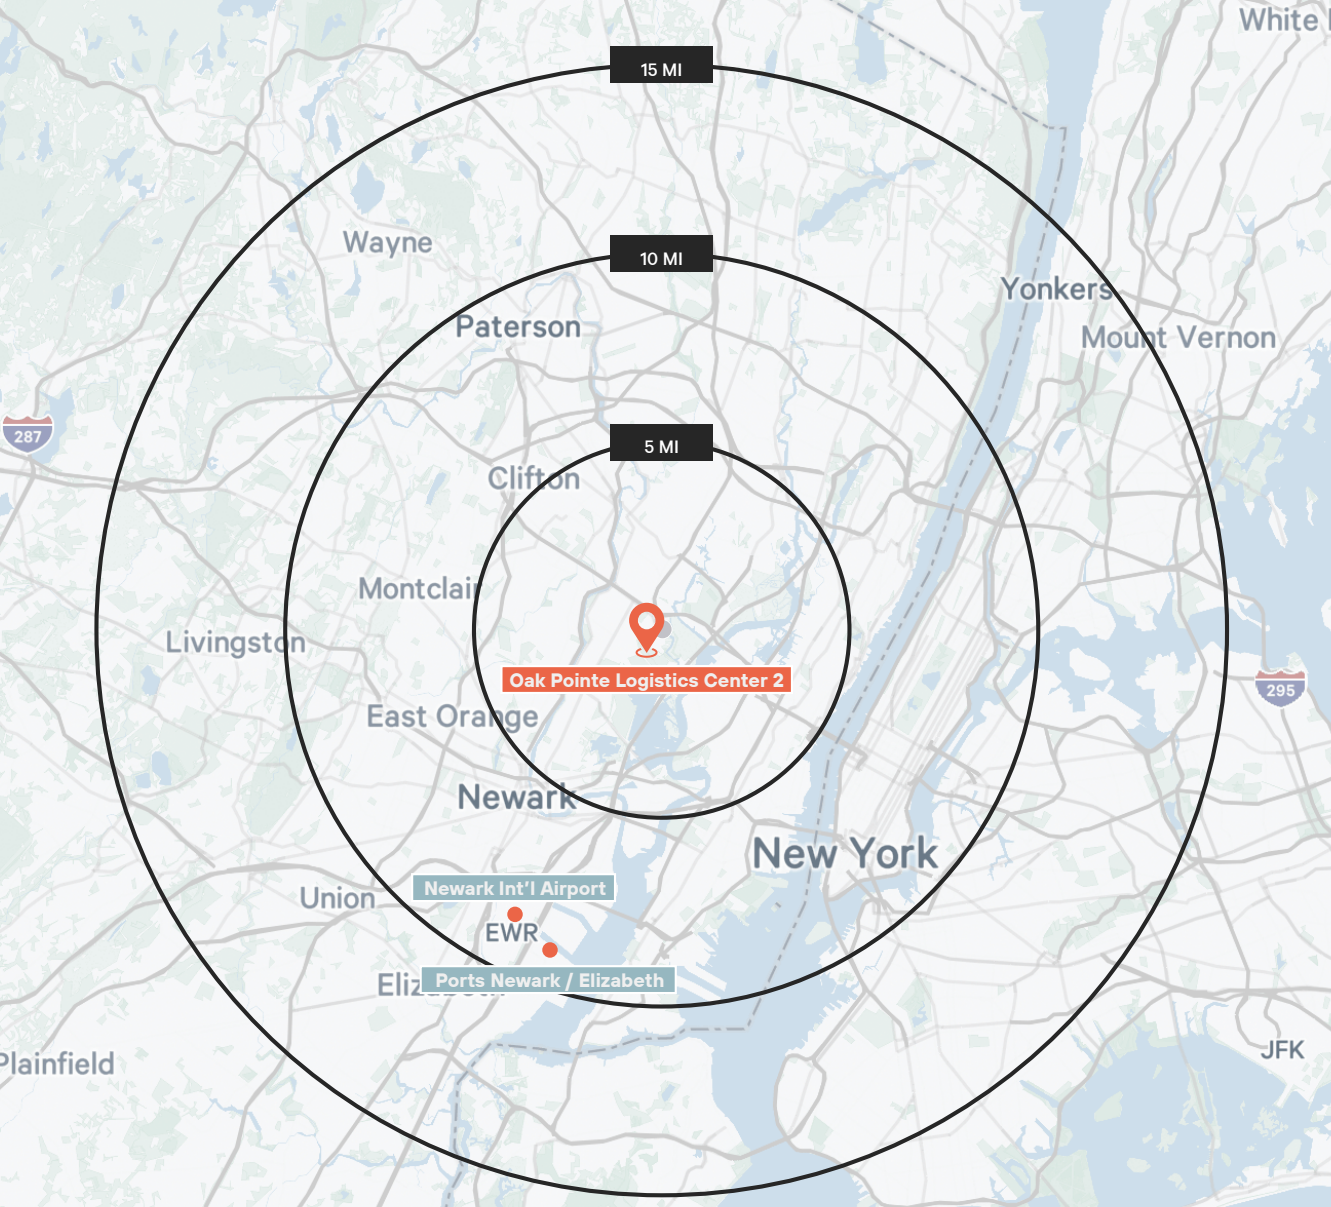 White
15 MI
Wayne
10 MI
Yonkers
Paterson
Mount Vernon
287
5 MI
Clifton
Montclair
Livingston
Oak Pointe Logistics Center 2
295
East Orange
Newark
New York
Newark Int'l Airport
Union
EWR
Ports Newark / Elizabeth
Elizabeth
Plainfield
JFK